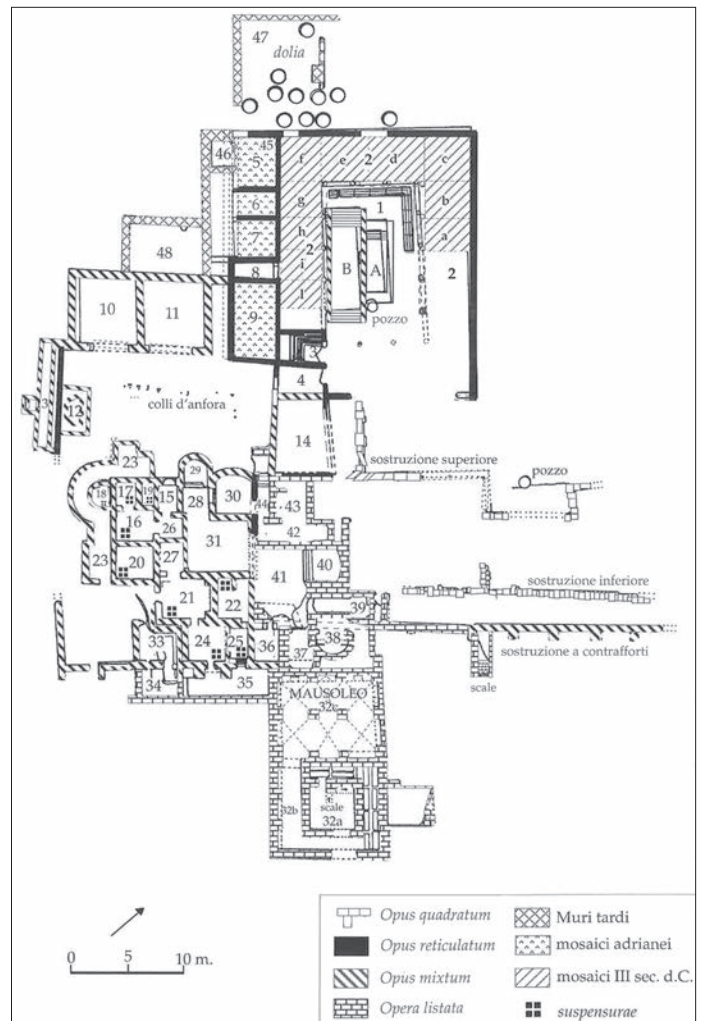 47
dolia
46
45
5
f
e
2
d
c
6
g
1
b
7
h
2
a
48
8
i
B
A
2
10
11
9
l
pozzo
3
4
colli d'anfora
13
12
14
sostruzione superiore
23
29
pozzo
18
17
19
15
28
30
44
43
16
26
42
31
23
20
27
41
40
sostruzione inferiore
21
22
39
33
24
25
36
37
38
sostruzione a contrafforti
34
35
scale
MAUSOLEO
32c
scale
32b
32a
Opus quadratum
Muri tardi
Opus reticulatum
mosaici adrianei
Opus mixtum
mosaici III sec. d.C.
Opera listata
suspensurae
0 5 10 m.